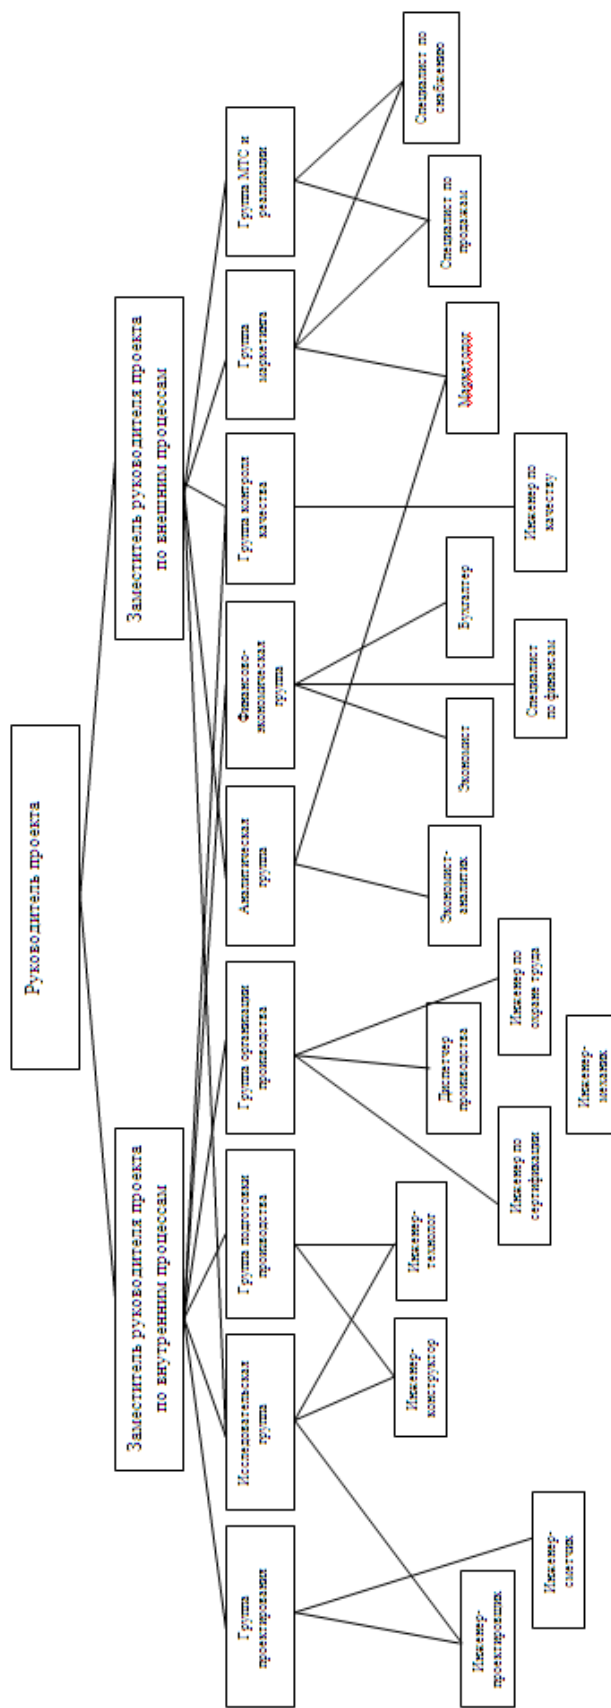 Руководитель проекта
Заместитель руководителя проекта
по внутренним процессам
Заместитель руководителя проекта
по внешним процессам
Группа
проектирования
Исследовательская
группа
Группа подготовки
производства
Группа организации
производства
Аналитическая
группа
Финансово-
экономическая
группа
Группа контроля
качества
Группа
маркетинга
Группа МТС и
реализации
Инженер-
проектировщик
Инженер-
сметчик
Инженер-
конструктор
Инженер-
технолог
Инженер по
сертификации
Диспетчер
производства
Инженер по
охране труда
Инженер-
механик
Экономист-
аналитик
Экономист
Специалист
по финансам
Бухгалтер
Инженер по
качеству
Маркетолог
Специалист по
продажам
Специалист по
снабжению